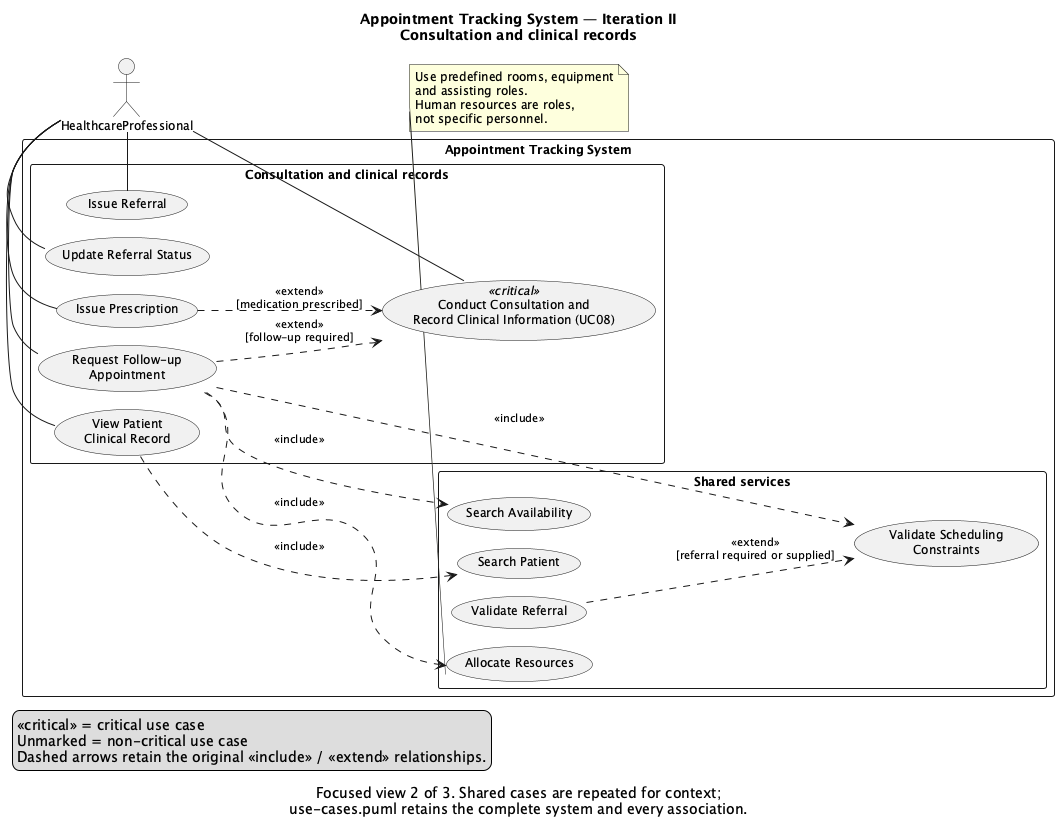 Appointment Tracking System — Iteration II
Consultation and clinical records
Use predefined rooms, equipment
and assisting roles.
Human resources are roles,
not specific personnel.
HealthcareProfessional
Appointment Tracking System
Consultation and clinical records
Issue Referral
Update Referral Status
«extend»
[medication prescribed]
Issue Prescription
«critical»
Conduct Consultation and
Record Clinical Information (UC08)
«extend»
[follow-up required]
Request Follow-up
Appointment
«include»
View Patient
Clinical Record
«include»
Shared services
«include»
Search Availability
«include»
Search Patient
«extend»
[referral required or supplied]
Validate Scheduling
Constraints
Validate Referral
Allocate Resources
«critical» = critical use case
Unmarked = non-critical use case
Dashed arrows retain the original «include» / «extend» relationships.
Focused view 2 of 3. Shared cases are repeated for context;
use-cases.puml retains the complete system and every association.